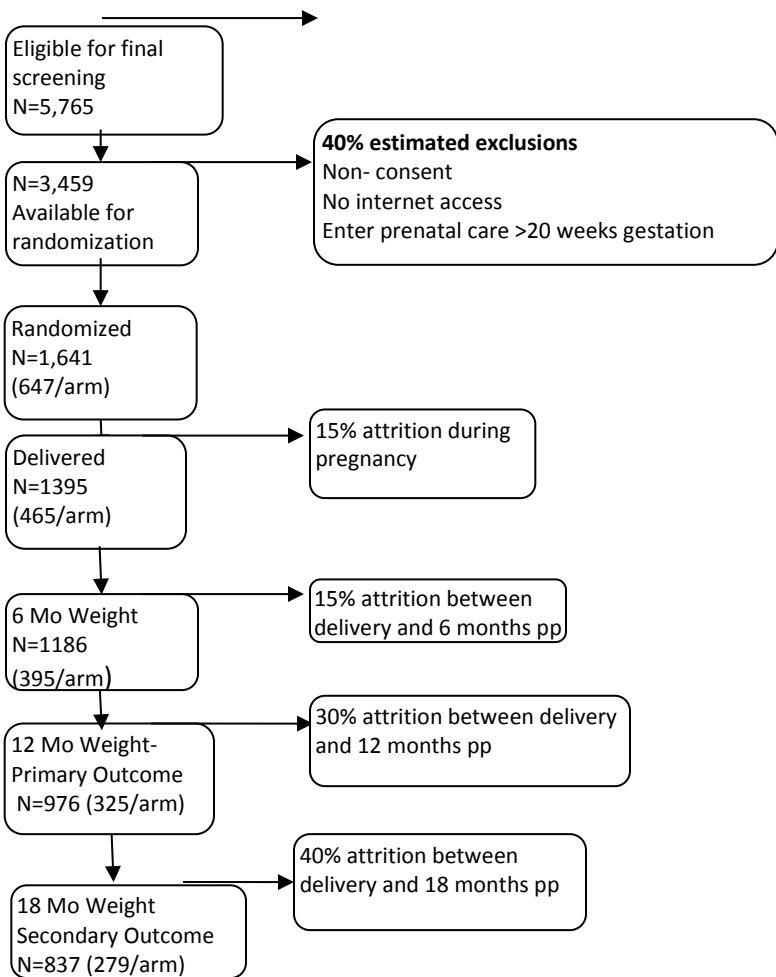 Eligible for final
screening
N=5,765
40% estimated exclusions
Non- consent
No internet access
Enter prenatal care >20 weeks gestation
N=3,459
Available for
randomization
Randomized
N=1,641
(647/arm)
15% attrition during
pregnancy
Delivered
N=1395
(465/arm)
15% attrition between
delivery and 6 months pp
6 Mo Weight
N=1186
(395/arm)
30% attrition between delivery
and 12 months pp
12 Mo Weight-
Primary Outcome
N=976 (325/arm)
40% attrition between
delivery and 18 months pp
18 Mo Weight
Secondary Outcome
N=837 (279/arm)